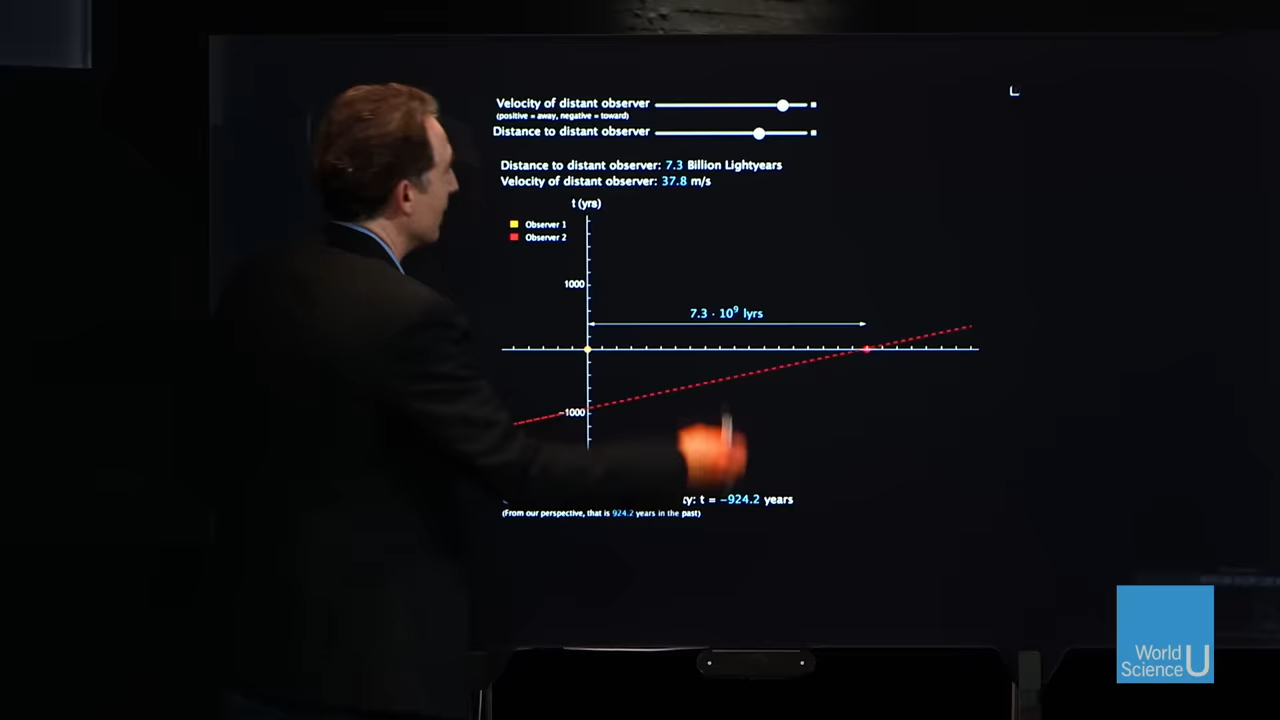 Velocity of distant observer
(positive = away, negative = toward)
Distance to distant observer
Distance to distant observer: 7.3 Billion Lightyears
Velocity of distant observer: 37.8 m/s
t (yrs)
Observer 1
Observer 2
1000
7.3 · 10⁹ lyrs
-1000
ty: t = -924.2 years
(From our perspective, that is 924.2 years in the past)
World
Science U